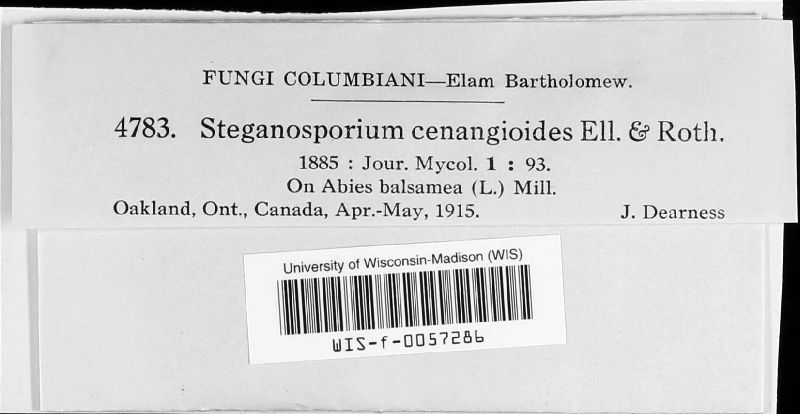 FUNGI COLUMBIANI—Elam Bartholomew.
4783. Steganosporium cenangioides Ell. & Roth.
1885 : Jour. Mycol. 1 : 93.
On Abies balsamea (L.) Mill.
Oakland, Ont., Canada, Apr.-May, 1915. J. Dearness
University of Wisconsin-Madison (WIS)
WIS-f-0057286